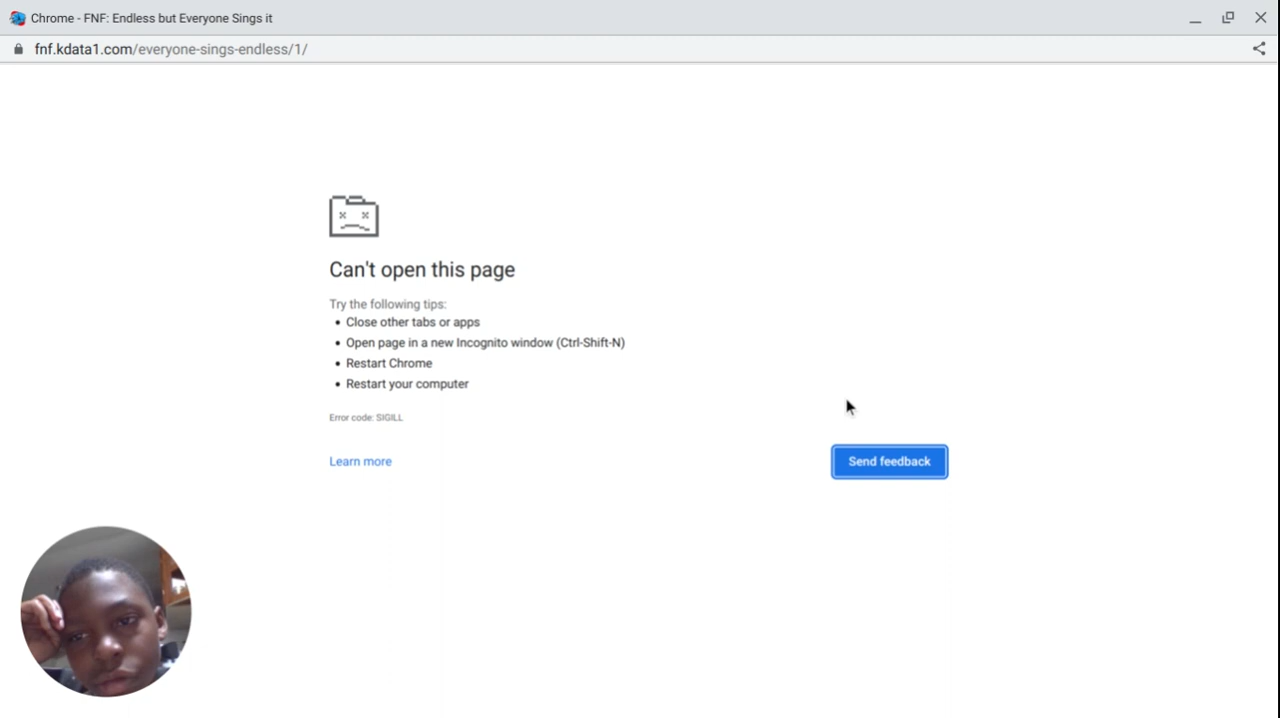 Chrome - FNF: Endless but Everyone Sings it
fnf.kdata1.com/everyone-sings-endless/1/
Can't open this page
Try the following tips:
• Close other tabs or apps
• Open page in a new Incognito window (Ctrl-Shift-N)
• Restart Chrome
• Restart your computer
Error code: SIGILL
Learn more
Send feedback